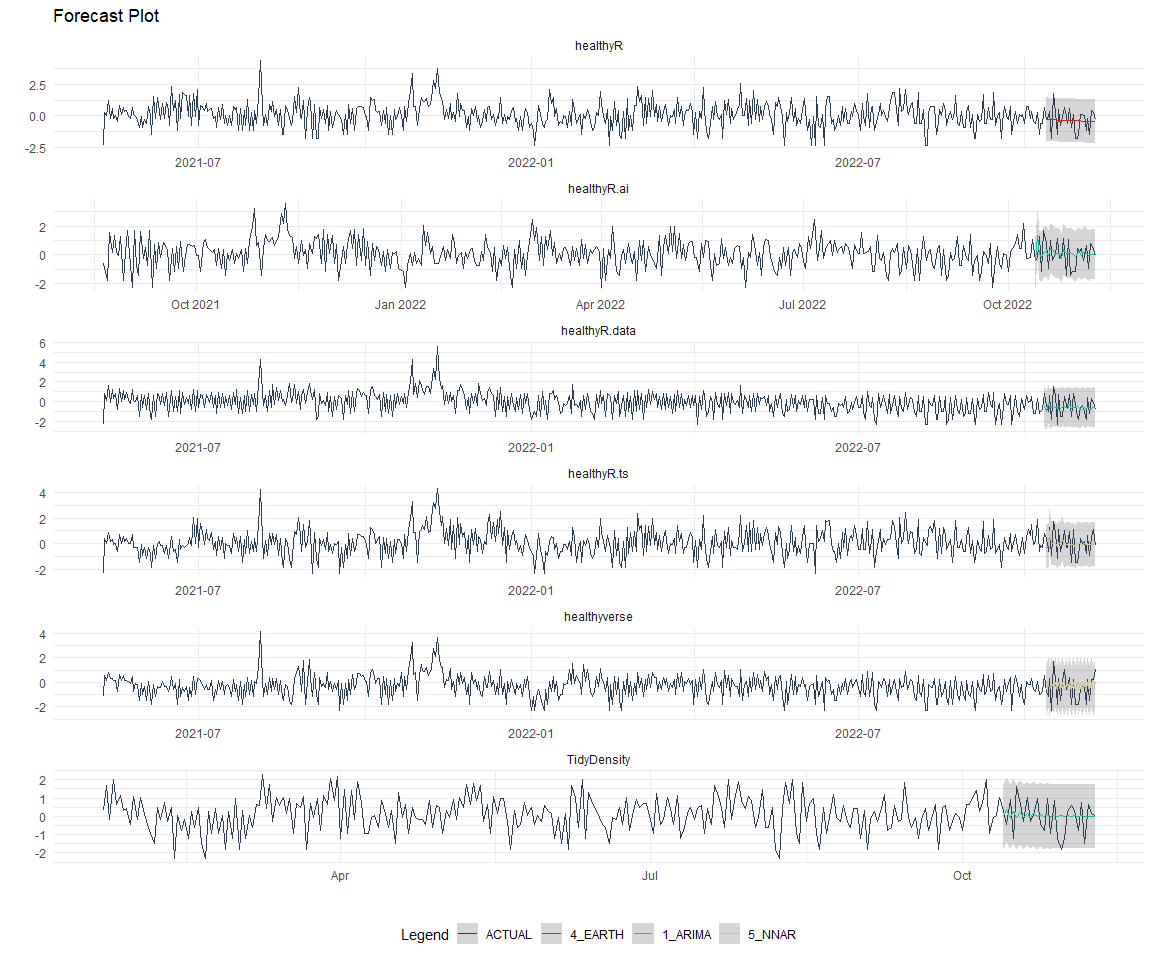 Forecast Plot
healthyR
2.5
0.0
-2.5
2021-07 2022-01 2022-07
healthyR.ai
2
0
-2
Oct 2021 Jan 2022 Apr 2022 Jul 2022 Oct 2022
healthyR.data
6
4
2
0
-2
2021-07 2022-01 2022-07
healthyR.ts
4
2
0
-2
2021-07 2022-01 2022-07
healthyverse
4
2
0
-2
2021-07 2022-01 2022-07
TidyDensity
2
1
0
-1
-2
Apr Jul Oct
Legend ACTUAL 4_EARTH 1_ARIMA 5_NNAR